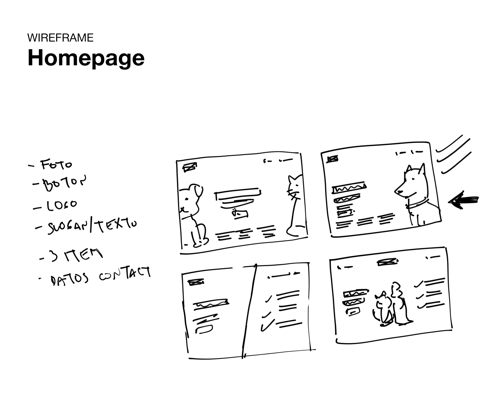 WIREFRAME
Homepage
- FOTO
- BOTON
- LOGO
- SLOGAN/TEXTO
- 3 ITEM
- DATOS CONTACT